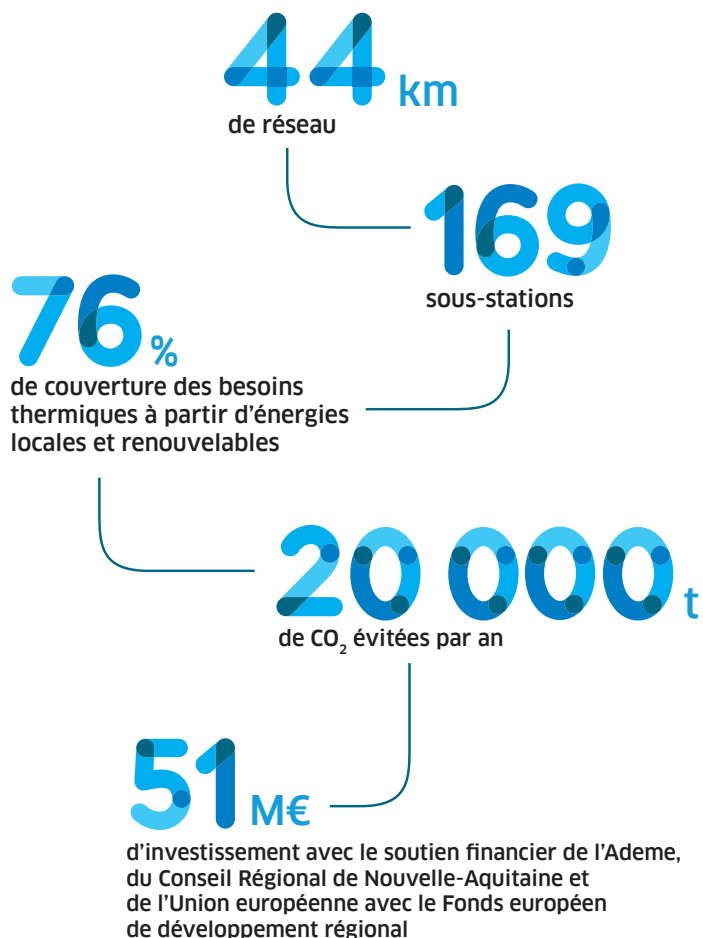 44 km
de réseau
169
sous-stations
76 %
de couverture des besoins
thermiques à partir d’énergies
locales et renouvelables
20 000 t
de CO₂ évitées par an
51 M€
d’investissement avec le soutien financier de l’Ademe,
du Conseil Régional de Nouvelle-Aquitaine et
de l’Union européenne avec le Fonds européen
de développement régional